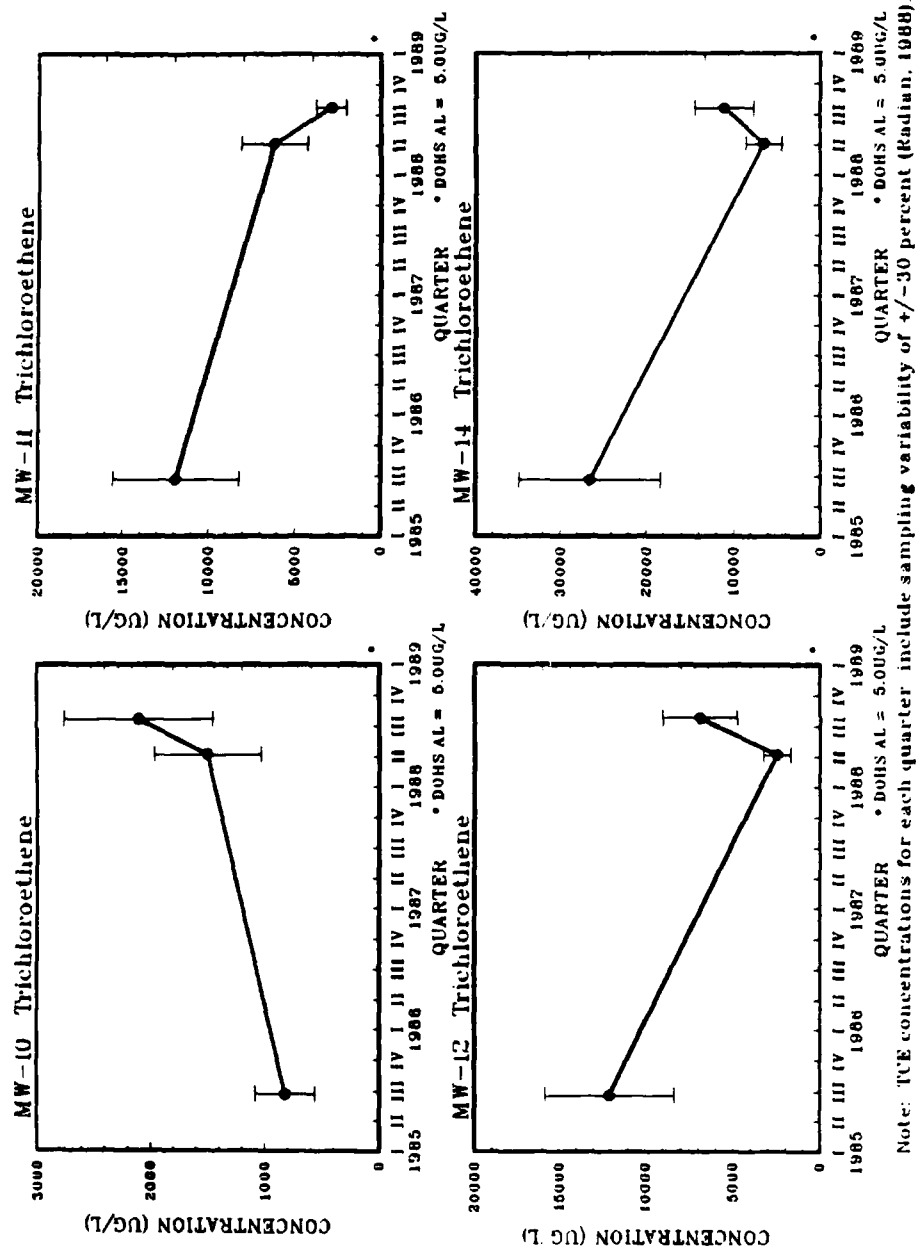 MW-10 Trichloroethene
CONCENTRATION (UG/L)
3000
2000
1000
0
I II III IV I II III IV I II III IV I II III IV I
1985 1986 1987 1988 1989
QUARTER * DOHS AL = 5.0UG/L
*
MW-11 Trichloroethene
CONCENTRATION (UG/L)
20000
15000
10000
5000
0
I II III IV I II III IV I II III IV I II III IV I
1985 1986 1987 1988 1989
QUARTER * DOHS AL = 5.0UG/L
*
MW-12 Trichloroethene
(UG L)
CONCENTRATION
20000
15000
10000
5000
0
I II III IV I II III IV I II III IV I II III IV I
1985 1986 1987 1988 1989
QUARTER * DOHS AL = 5.0UG/L
*
MW-14 Trichloroethene
CONCENTRATION (UG/L)
40000
30000
20000
10000
0
I II III IV I II III IV I II III IV I II III IV I
1985 1986 1987 1988 1989
QUARTER * DOHS AL = 5.0UG/L
*
Note: TCE concentrations for each quarter include sampling variability of +/-30 percent (Radian, 1988).